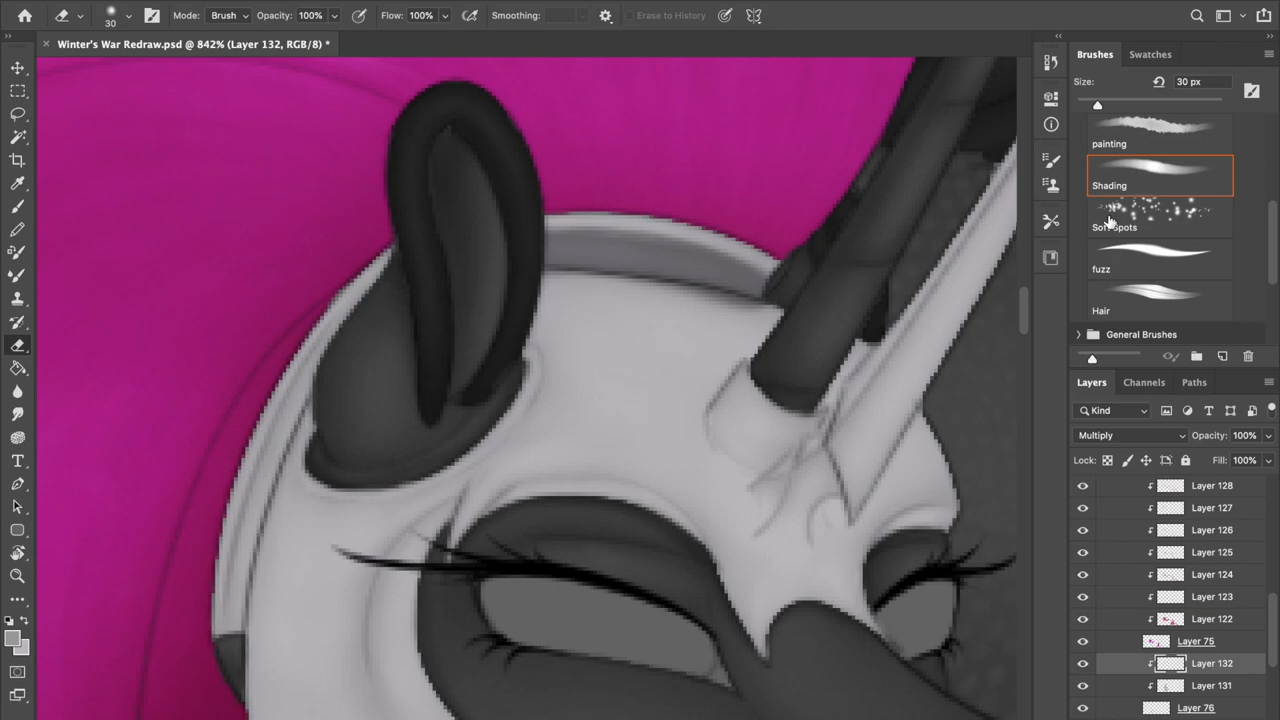 30
Mode: Brush
Opacity: 100%
Flow: 100%
Smoothing:
Erase to History
Winter's War Redraw.psd @ 842% (Layer 132, RGB/8) *
Brushes
Swatches
Size:
30 px
painting
Shading
Soft Spots
fuzz
Hair
General Brushes
Layers
Channels
Paths
Kind
Multiply
Opacity: 100%
Lock:
Fill: 100%
Layer 128
Layer 127
Layer 126
Layer 125
Layer 124
Layer 123
Layer 122
Layer 75
Layer 132
Layer 131
Layer 76